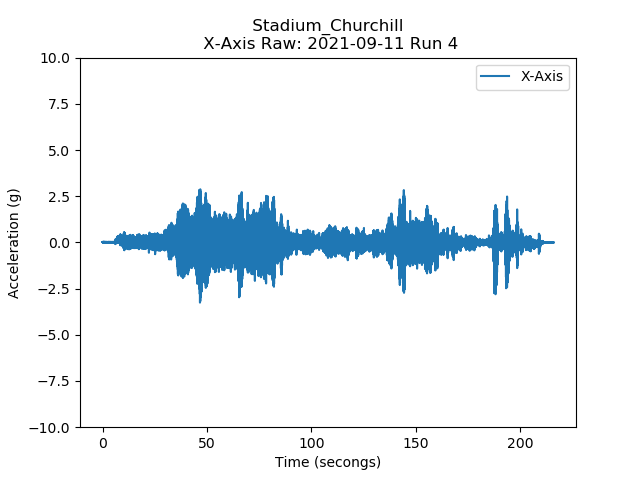 Stadium_Churchill
X-Axis Raw: 2021-09-11 Run 4
X-Axis
10.0
7.5
5.0
2.5
0.0
−2.5
−5.0
−7.5
−10.0
Acceleration (g)
0 50 100 150 200
Time (secongs)